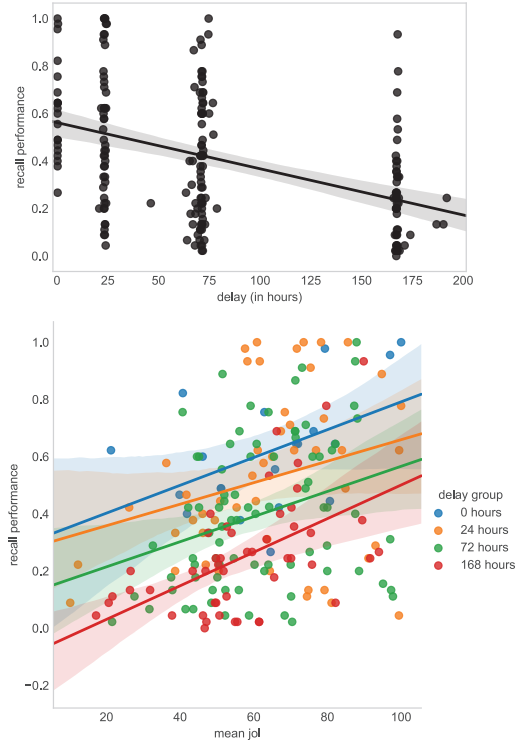 1.0
0.8
0.6
0.4
0.2
0.0
recall performance
0 25 50 75 100 125 150 175 200
delay (in hours)
1.0
0.8
0.6
0.4
0.2
0.0
−0.2
recall performance
20 40 60 80 100
mean jol
delay group
0 hours
24 hours
72 hours
168 hours